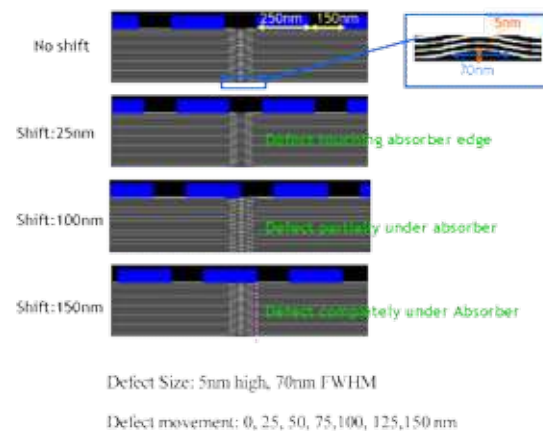 250nm 150nm
5nm
No shift
70nm
Shift:25nm
Defect touching absorber edge
Shift:100nm
Defect partially under absorber
Shift:150nm
Defect completely under Absorber
Defect Size: 5nm high, 70nm FWHM
Defect movement: 0, 25, 50, 75,100, 125,150 nm